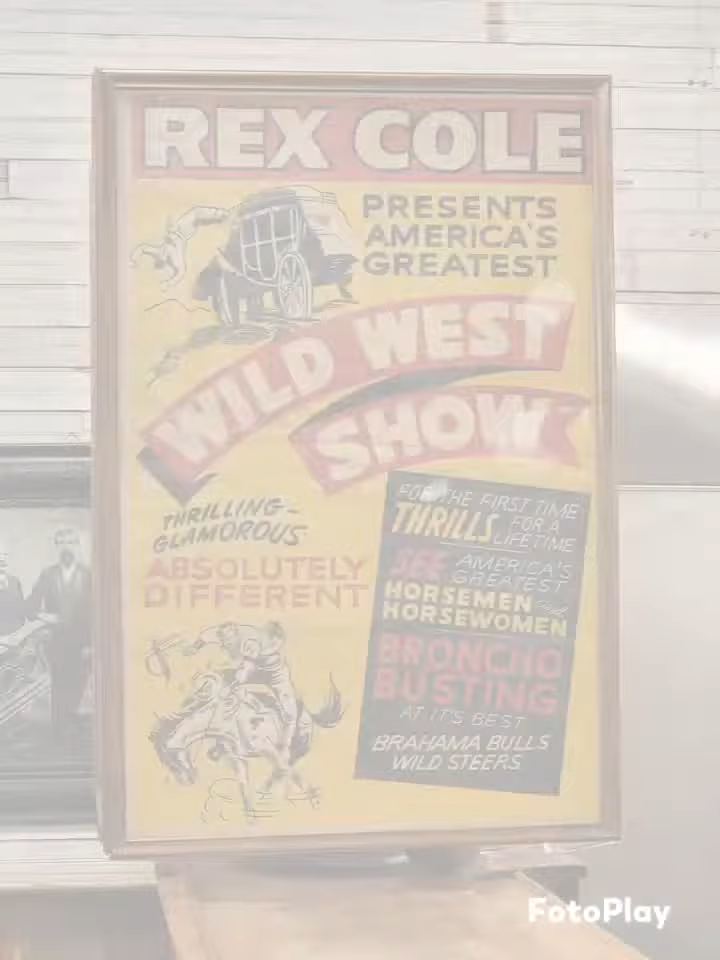 REX COLE
PRESENTS
AMERICA'S
GREATEST
WILD WEST
SHOW
THRILLING-
GLAMOROUS
ABSOLUTELY
DIFFERENT
FOR THE FIRST TIME
THRILLS FOR A
LIFETIME
SEE AMERICA'S
GREATEST
HORSEMEN and
HORSEWOMEN
BRONCHO
BUSTING
AT IT'S BEST
BRAHAMA BULLS
WILD STEERS
FotoPlay